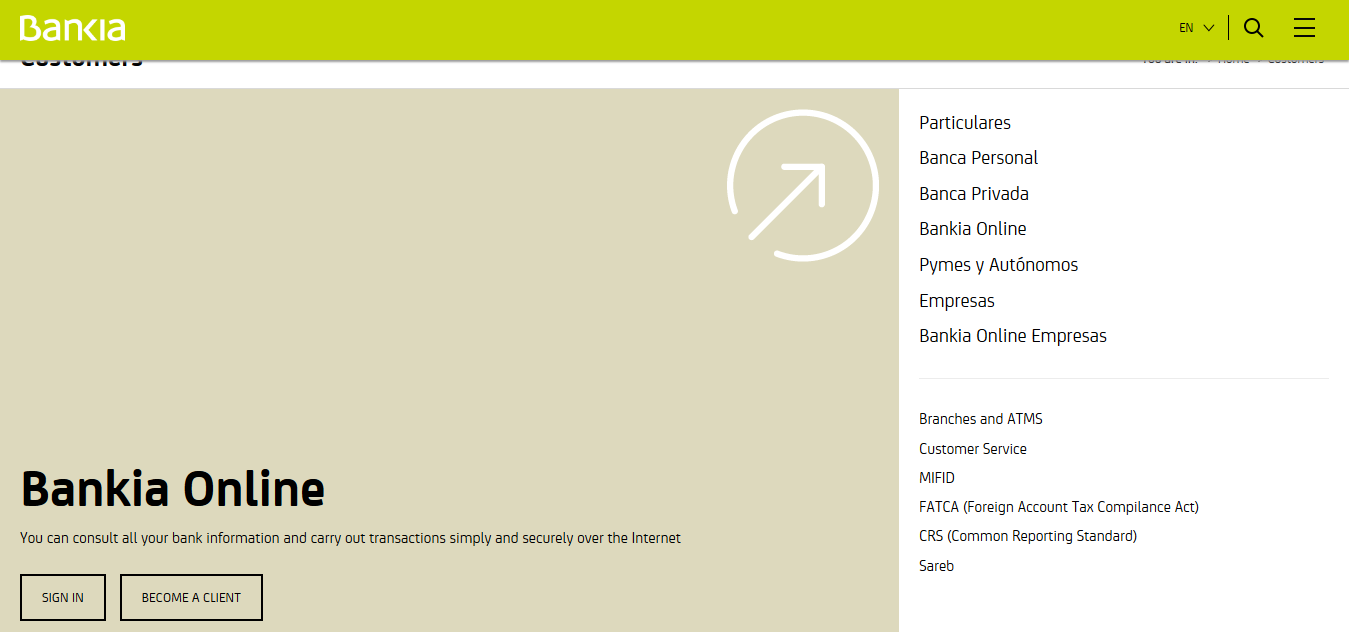 Bankia
EN
Customers
You are in: > Home > Customers
Bankia Online
You can consult all your bank information and carry out transactions simply and securely over the Internet
SIGN IN
BECOME A CLIENT
Particulares
Banca Personal
Banca Privada
Bankia Online
Pymes y Autónomos
Empresas
Bankia Online Empresas
Branches and ATMS
Customer Service
MIFID
FATCA (Foreign Account Tax Compilance Act)
CRS (Common Reporting Standard)
Sareb